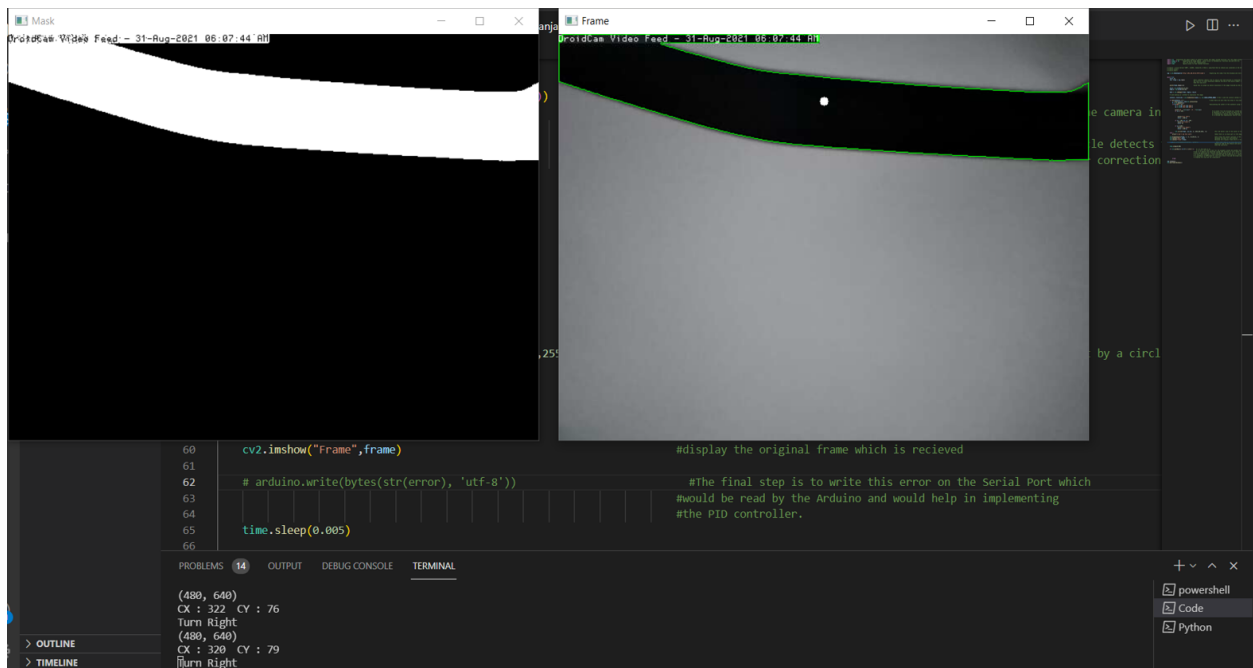 Mask
Frame
DroidCam Video Feed - 31-Aug-2021 06:07:44 AM
DroidCam Video Feed - 31-Aug-2021 06:07:44 AM
anja
))
e camera in
le detects
correction
,255
by a circl
60 cv2.imshow("Frame",frame) #display the original frame which is recieved
61
62 # arduino.write(bytes(str(error), 'utf-8')) #The final step is to write this error on the Serial Port which
63 #would be read by the Arduino and would help in implementing
64 #the PID controller.
65 time.sleep(0.005)
66
PROBLEMS 14 OUTPUT DEBUG CONSOLE TERMINAL
(480, 640)
CX : 322 CY : 76
Turn Right
(480, 640)
CX : 320 CY : 79
Turn Right
powershell
Code
Python
OUTLINE
TIMELINE